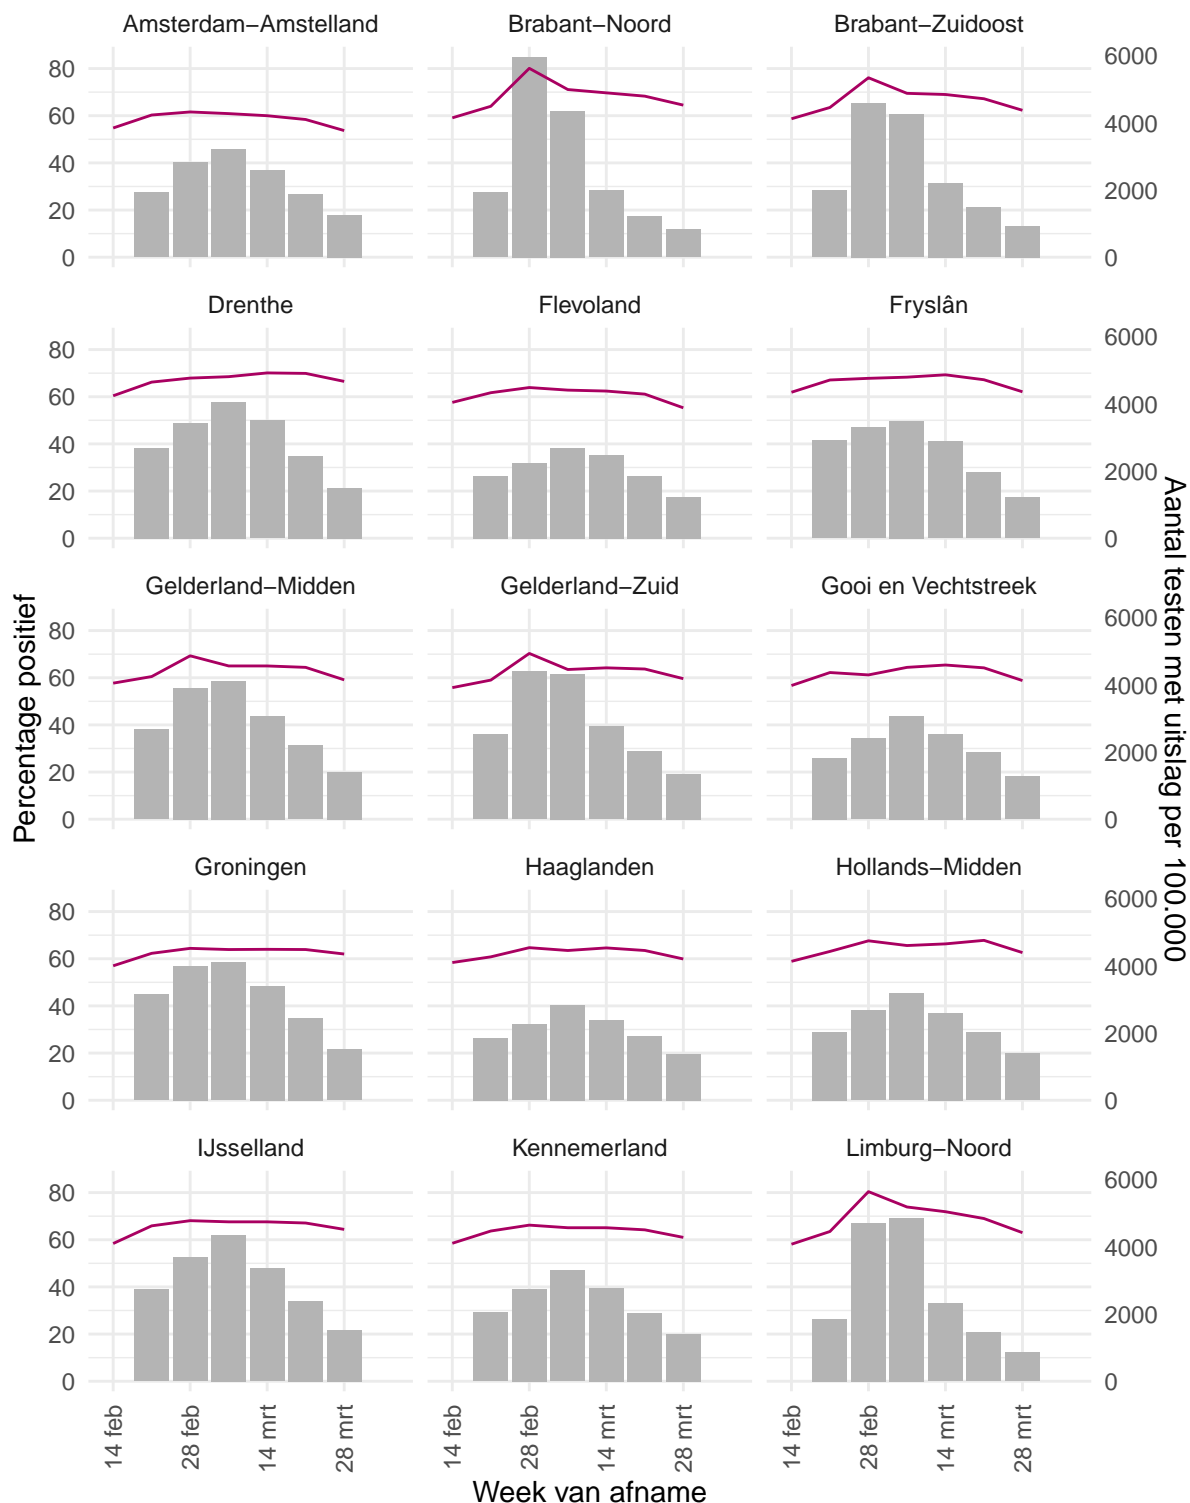 Amsterdam−Amstelland
Brabant−Noord
Brabant−Zuidoost
80
60
40
20
0
6000
4000
2000
0
Drenthe
Flevoland
Fryslân
80
60
40
20
0
6000
4000
2000
0
Gelderland−Midden
Gelderland−Zuid
Gooi en Vechtstreek
80
60
40
20
0
6000
4000
2000
0
Percentage positief
Aantal testen met uitslag per 100.000
Groningen
Haaglanden
Hollands−Midden
80
60
40
20
0
6000
4000
2000
0
IJsselland
Kennemerland
Limburg−Noord
80
60
40
20
0
6000
4000
2000
0
14 feb
28 feb
14 mrt
28 mrt
14 feb
28 feb
14 mrt
28 mrt
14 feb
28 feb
14 mrt
28 mrt
Week van afname